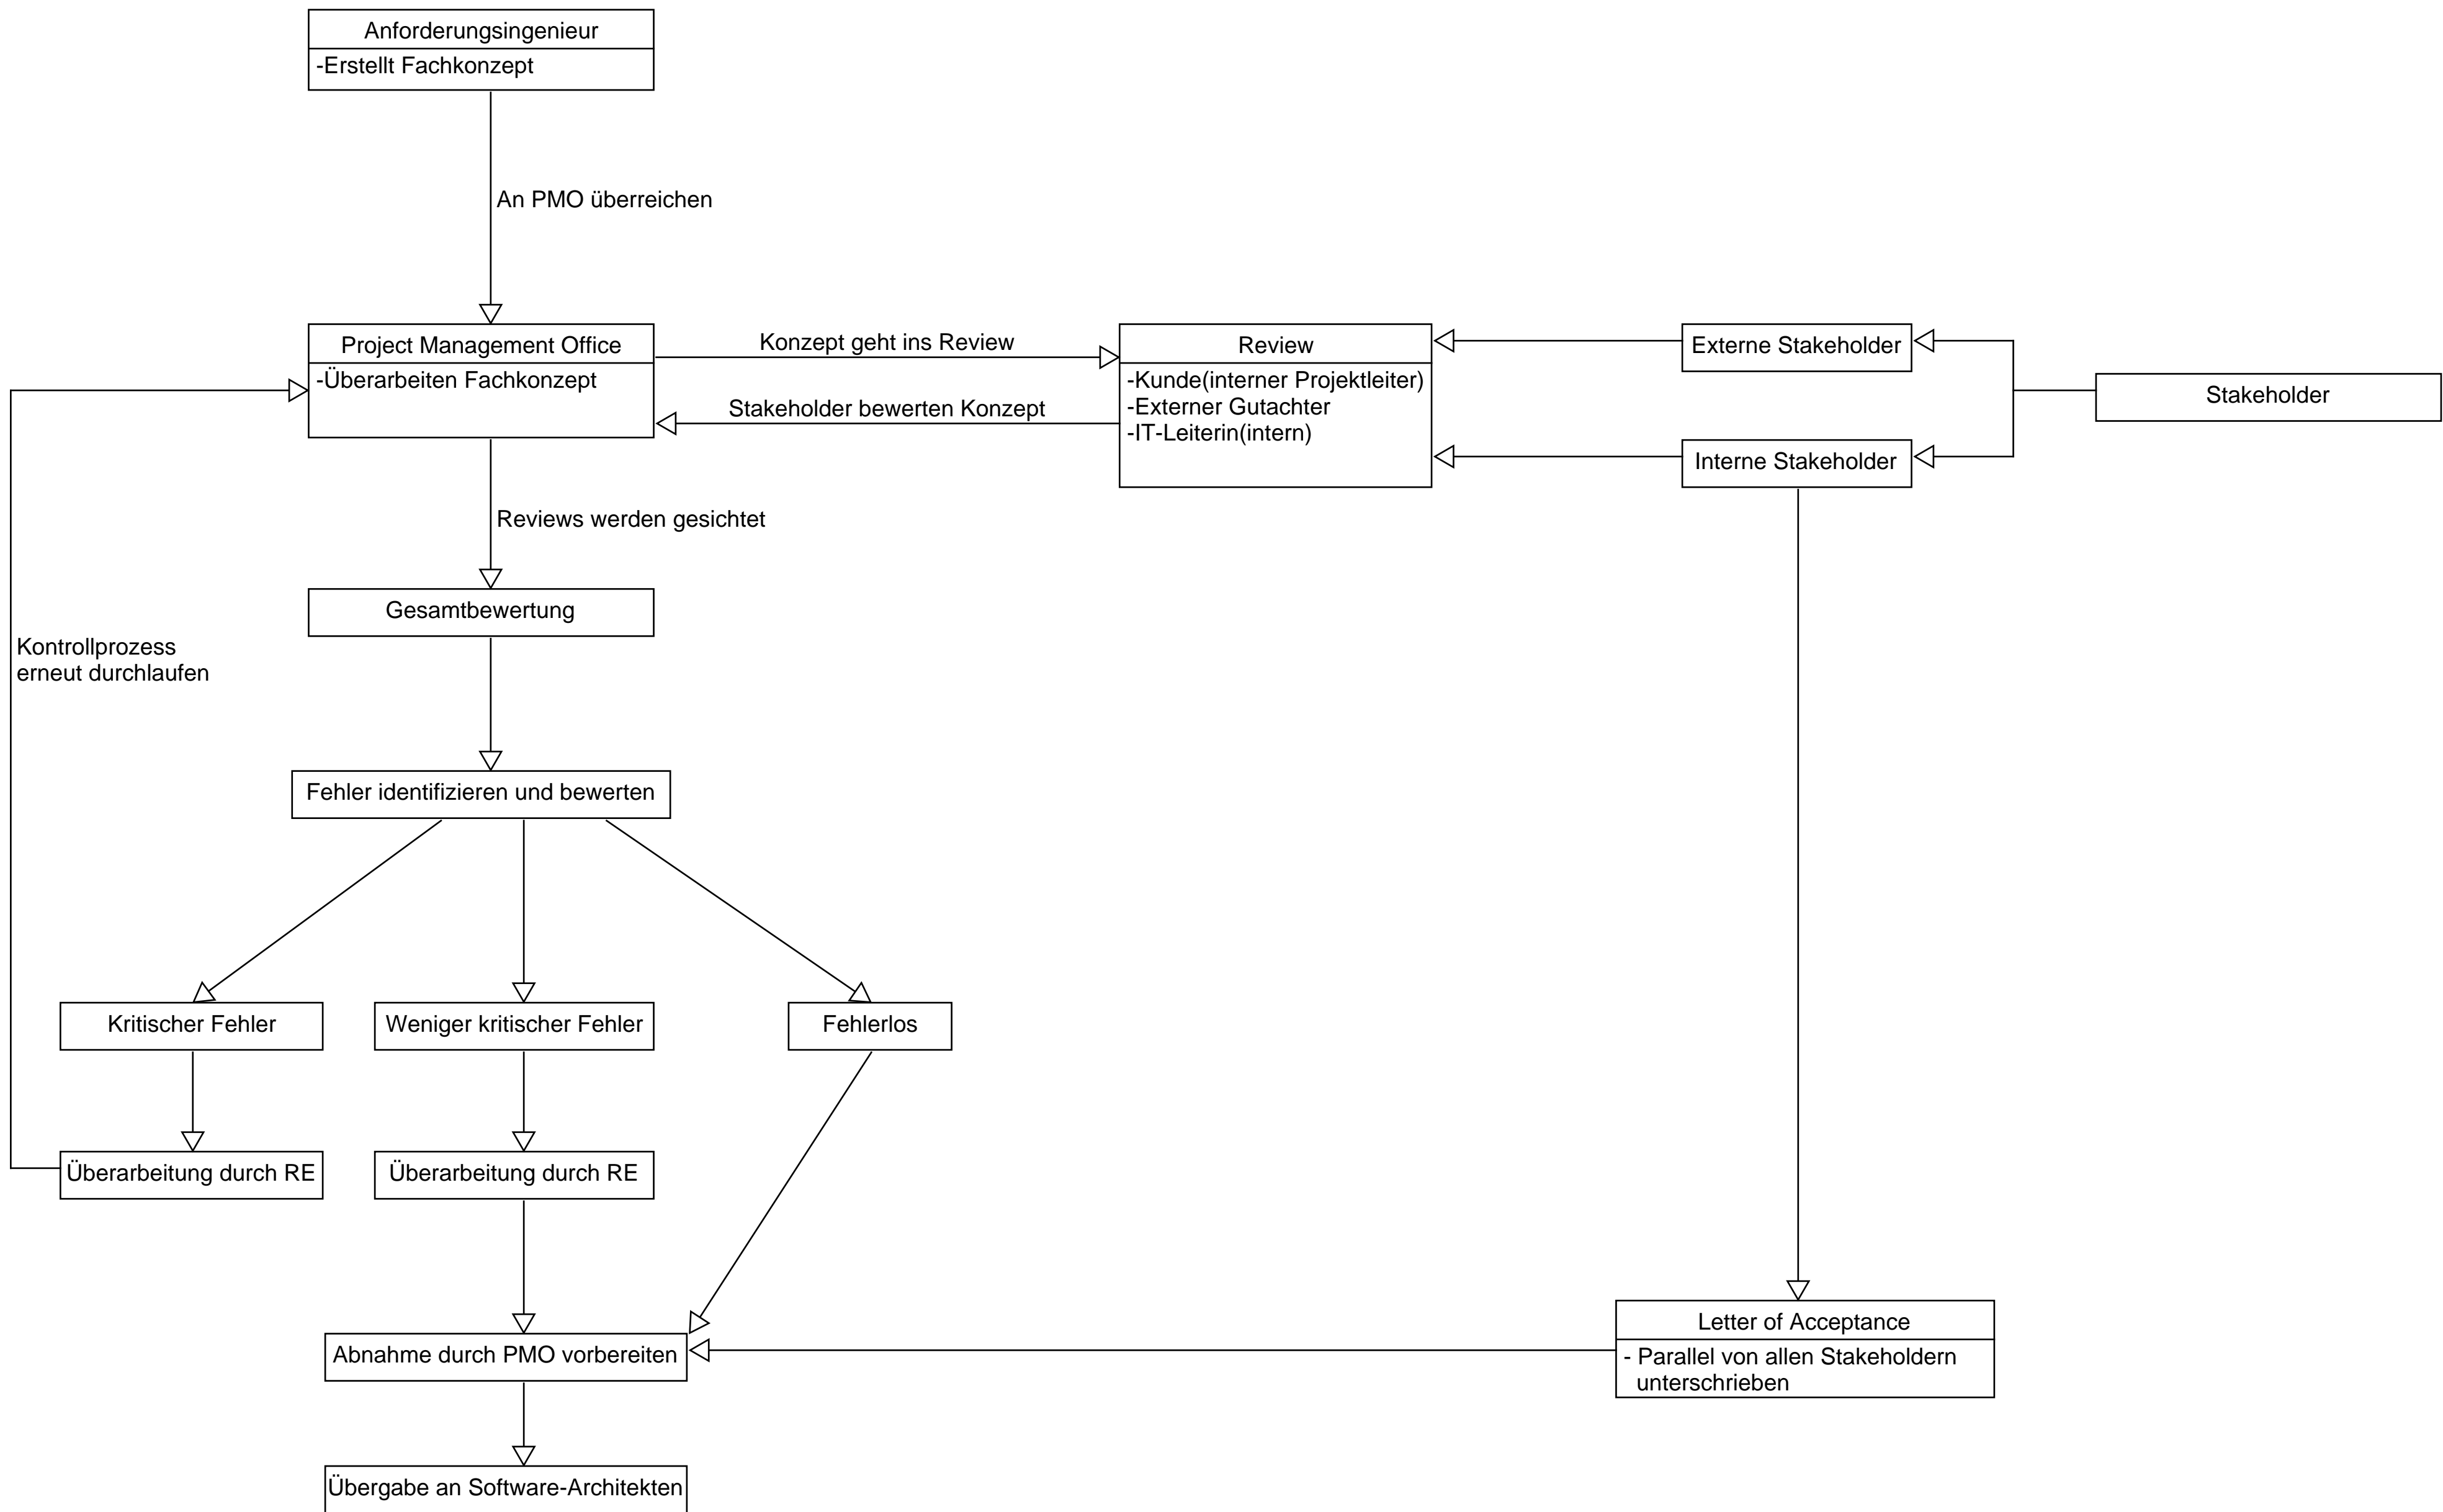 Anforderungsingenieur
-Erstellt Fachkonzept
An PMO überreichen
Project Management Office
-Überarbeiten Fachkonzept
Konzept geht ins Review
Stakeholder bewerten Konzept
Review
-Kunde(interner Projektleiter)
-Externer Gutachter
-IT-Leiterin(intern)
Externe Stakeholder
Interne Stakeholder
Stakeholder
Reviews werden gesichtet
Gesamtbewertung
Kontrollprozess
erneut durchlaufen
Fehler identifizieren und bewerten
Kritischer Fehler
Weniger kritischer Fehler
Fehlerlos
Überarbeitung durch RE
Überarbeitung durch RE
Abnahme durch PMO vorbereiten
Letter of Acceptance
- Parallel von allen Stakeholdern
unterschrieben
Übergabe an Software-Architekten